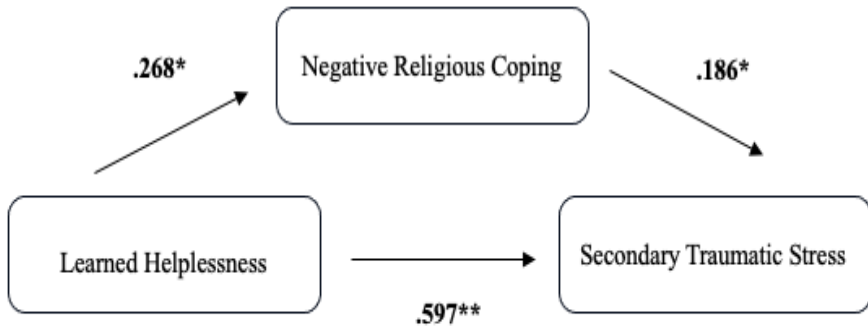 Negative Religious Coping
.268*
.186*
Learned Helplessness
Secondary Traumatic Stress
.597**